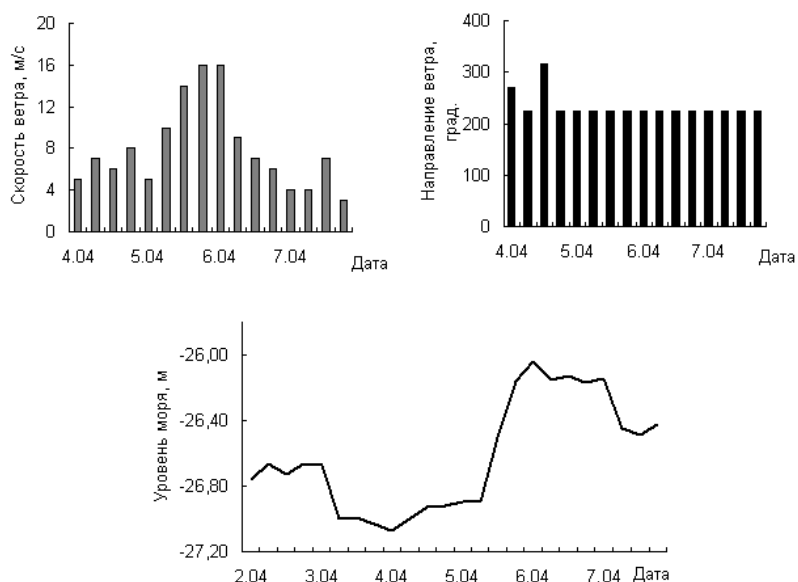 Скорость ветра, м/с
20
16
12
8
4
0
4.04 5.04 6.04 7.04
Дата
Направление ветра,
град.
400
300
200
100
0
4.04 5.04 6.04 7.04
Дата
Уровень моря, м
-26,00
-26,40
-26,80
-27,20
2.04 3.04 4.04 5.04 6.04 7.04 Дата